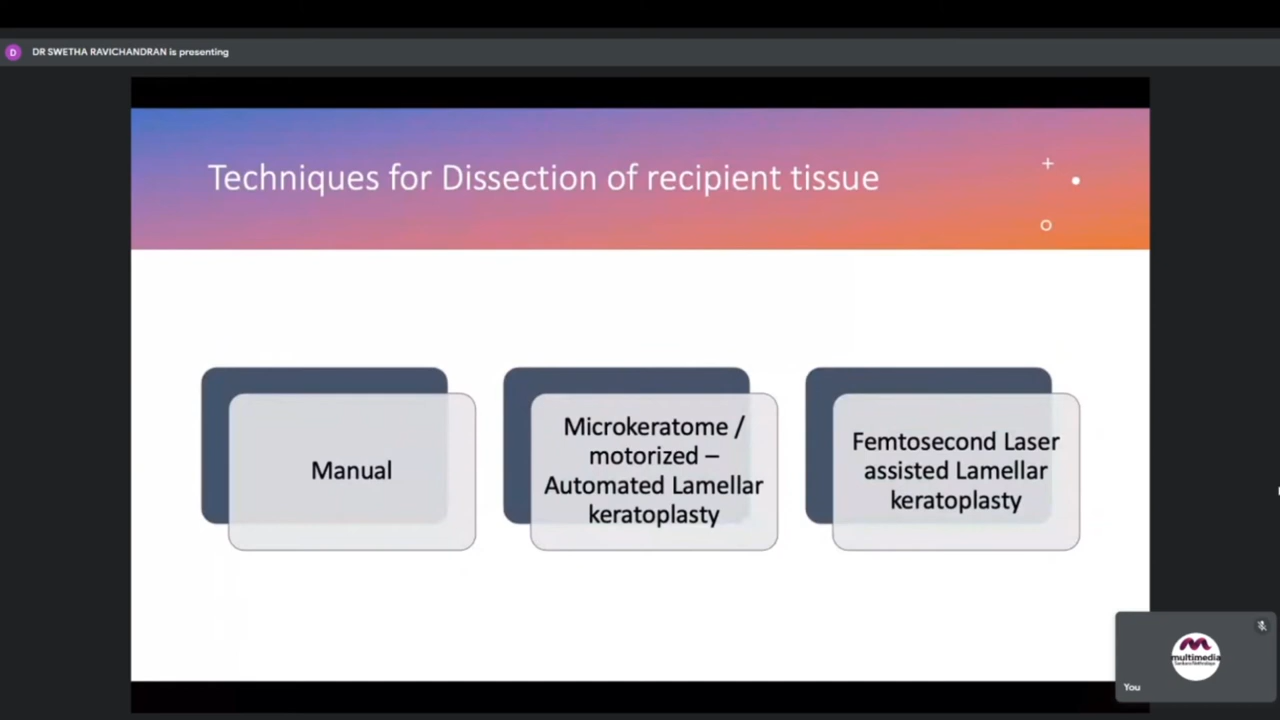 D
DR SWETHA RAVICHANDRAN is presenting
Techniques for Dissection of recipient tissue
Manual
Microkeratome /
motorized –
Automated Lamellar
keratoplasty
Femtosecond Laser
assisted Lamellar
keratoplasty
multimedia
You